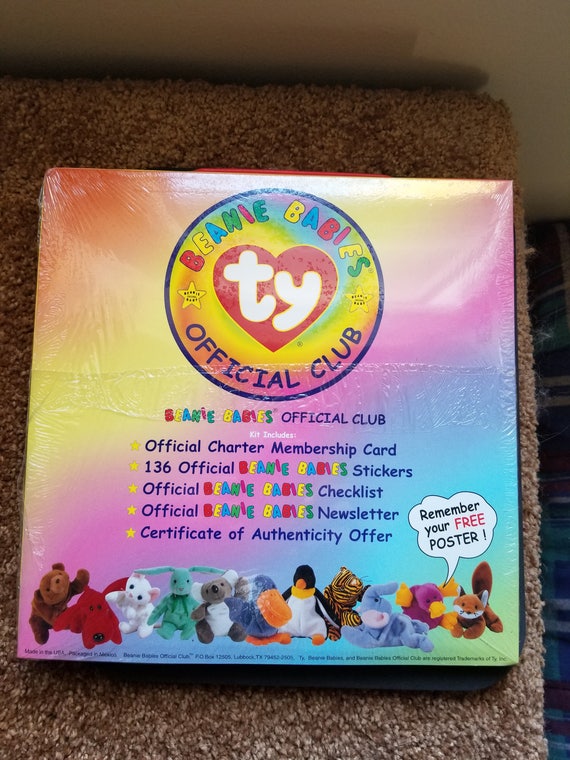 BEANIE BABIES®
ty
®
OFFICIAL CLUB
BEANIE BABIES® OFFICIAL CLUB
Kit Includes:
Official Charter Membership Card
136 Official BEANIE BABIES Stickers
Official BEANIE BABIES Checklist
Official BEANIE BABIES Newsletter
Certificate of Authenticity Offer
Remember
your FREE
POSTER !
Made in the USA. Packaged in Mexico. Beanie Babies Official Club™ P.O Box 12505, Lubbock, TX 79452-2505. Ty, Beanie Babies, and Beanie Babies Official Club are registered Trademarks of Ty, Inc.